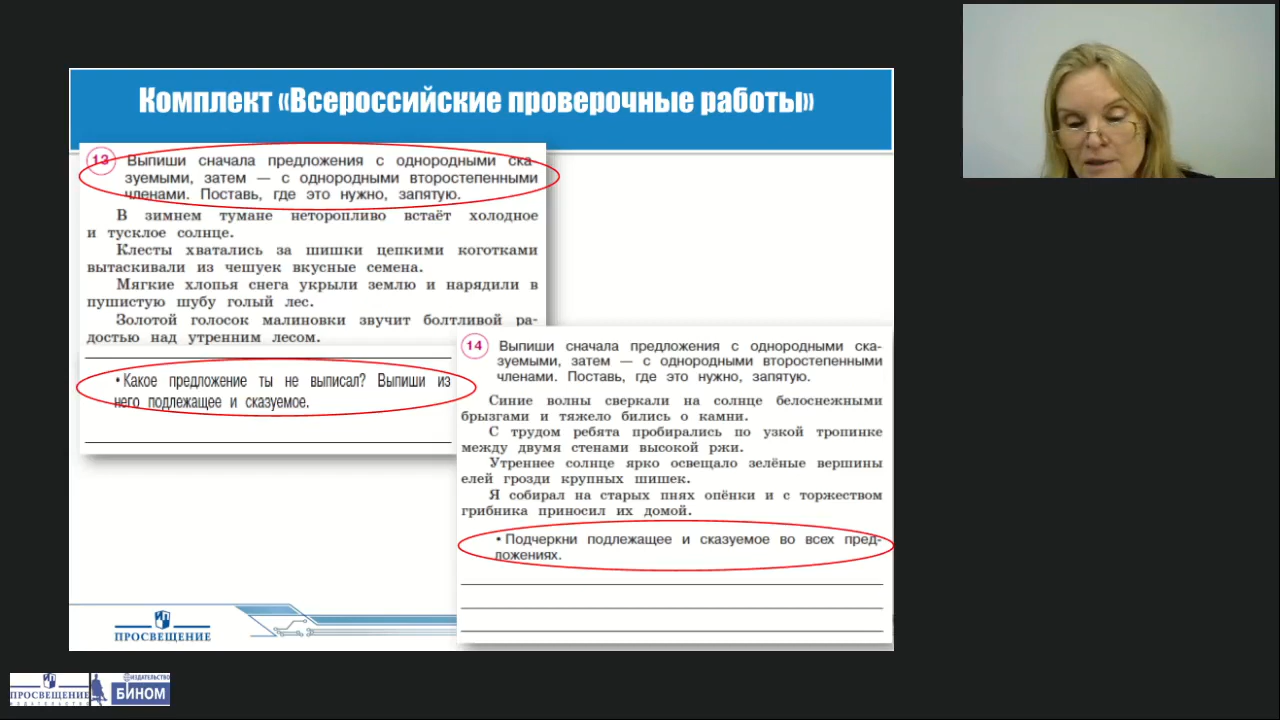 Комплект «Всероссийские проверочные работы»
13 Выпиши сначала предложения с однородными ска-
зуемыми, затем — с однородными второстепенными
членами. Поставь, где это нужно, запятую.
В зимнем тумане неторопливо встаёт холодное
и тусклое солнце.
Клесты хватались за шишки цепкими коготками
вытаскивали из чешуек вкусные семена.
Мягкие хлопья снега укрыли землю и нарядили в
пушистую шубу голый лес.
Золотой голосок малиновки звучит болтливой ра-
достью над утренним лесом.
• Какое предложение ты не выписал? Выпиши из
него подлежащее и сказуемое.
14 Выпиши сначала предложения с однородными ска-
зуемыми, затем — с однородными второстепенными
членами. Поставь, где это нужно, запятую.
Синие волны сверкали на солнце белоснежными
брызгами и тяжело бились о камни.
С трудом ребята пробирались по узкой тропинке
между двумя стенами высокой ржи.
Утреннее солнце ярко освещало зелёные вершины
елей грозди крупных шишек.
Я собирал на старых пнях опёнки и с торжеством
грибника приносил их домой.
• Подчеркни подлежащее и сказуемое во всех пред-
ложениях.
ПРОСВЕЩЕНИЕ
ПРОСВЕЩЕНИЕ
ИЗДАТЕЛЬСТВО
ИЗДАТЕЛЬСТВО
БИНОМ